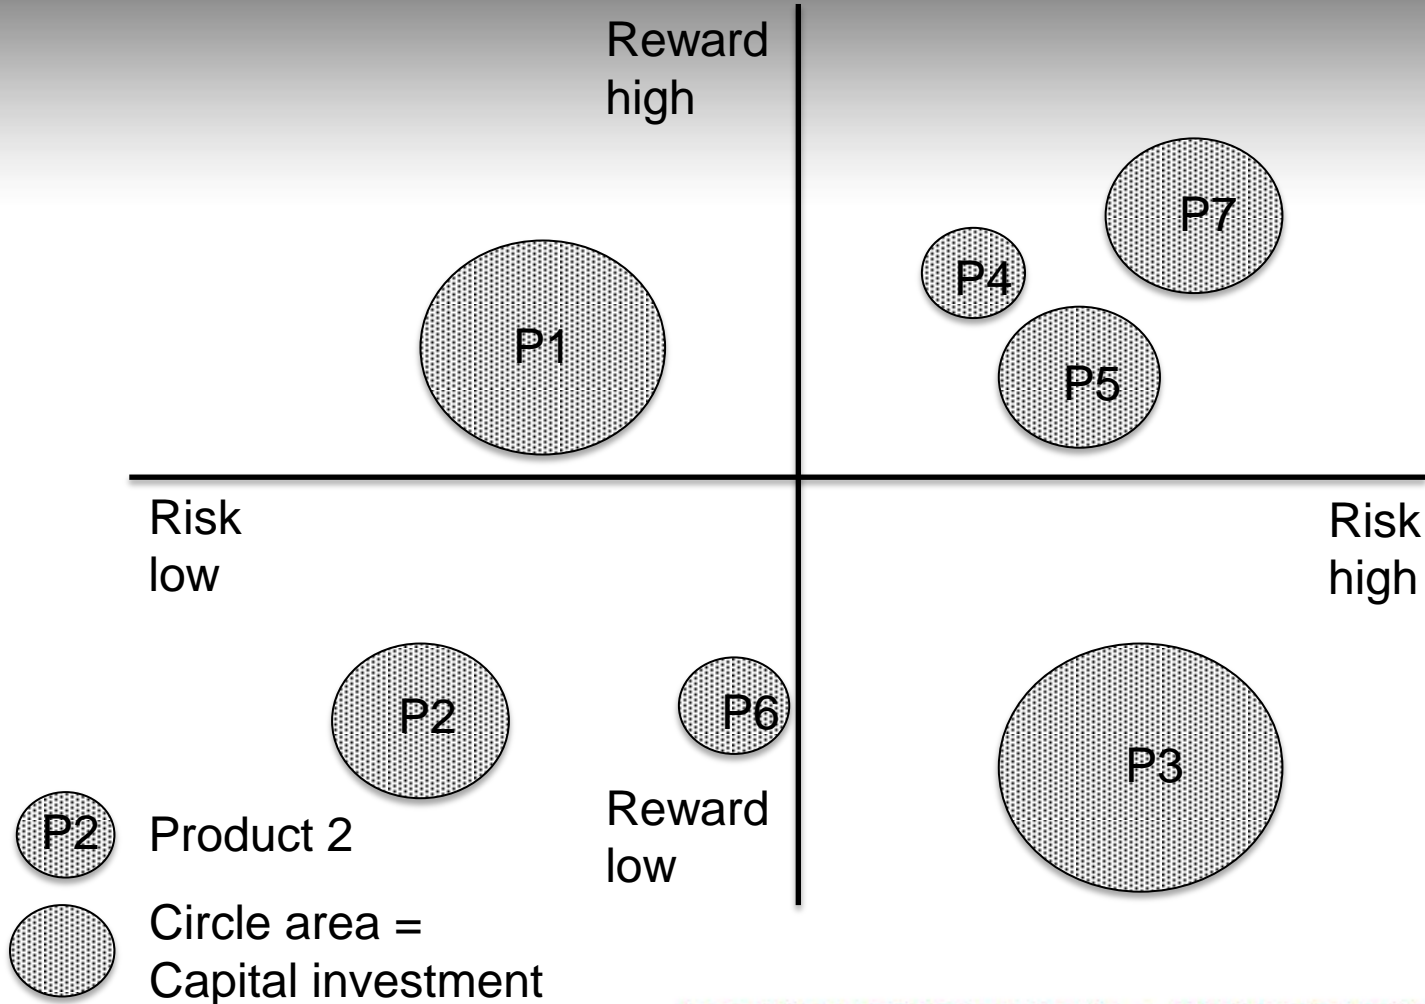 Reward
high
P7
P4
P1
P5
Risk
low
Risk
high
P2
P6
P3
Reward
low
P2 Product 2
Circle area =
Capital investment